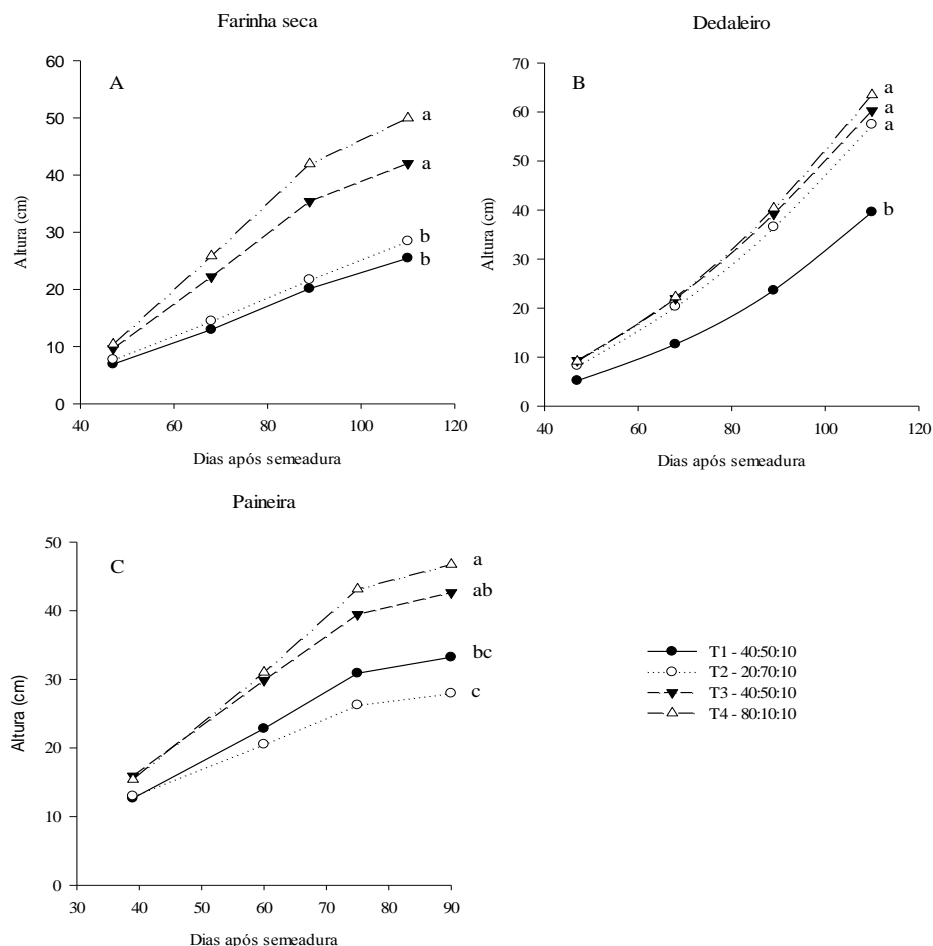 Farinha seca
A
Altura (cm)
60
50
40
30
20
10
0
a
a
b
b
40 60 80 100 120
Dias após semeadura
Dedaleiro
B
Altura (cm)
70
60
50
40
30
20
10
0
a
a
a
b
40 60 80 100 120
Dias após semeadura
Paineira
C
Altura (cm)
50
40
30
20
10
0
a
ab
bc
c
30 40 50 60 70 80 90
Dias após semeadura
T1 - 40:50:10
T2 - 20:70:10
T3 - 40:50:10
T4 - 80:10:10